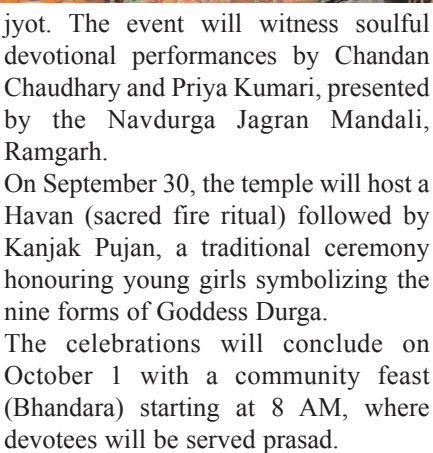 jyot. The event will witness soulful
devotional performances by Chandan
Chaudhary and Priya Kumari, presented
by the Navdurga Jagran Mandali,
Ramgarh.
On September 30, the temple will host a
Havan (sacred fire ritual) followed by
Kanjak Pujan, a traditional ceremony
honouring young girls symbolizing the
nine forms of Goddess Durga.
The celebrations will conclude on
October 1 with a community feast
(Bhandara) starting at 8 AM, where
devotees will be served prasad.